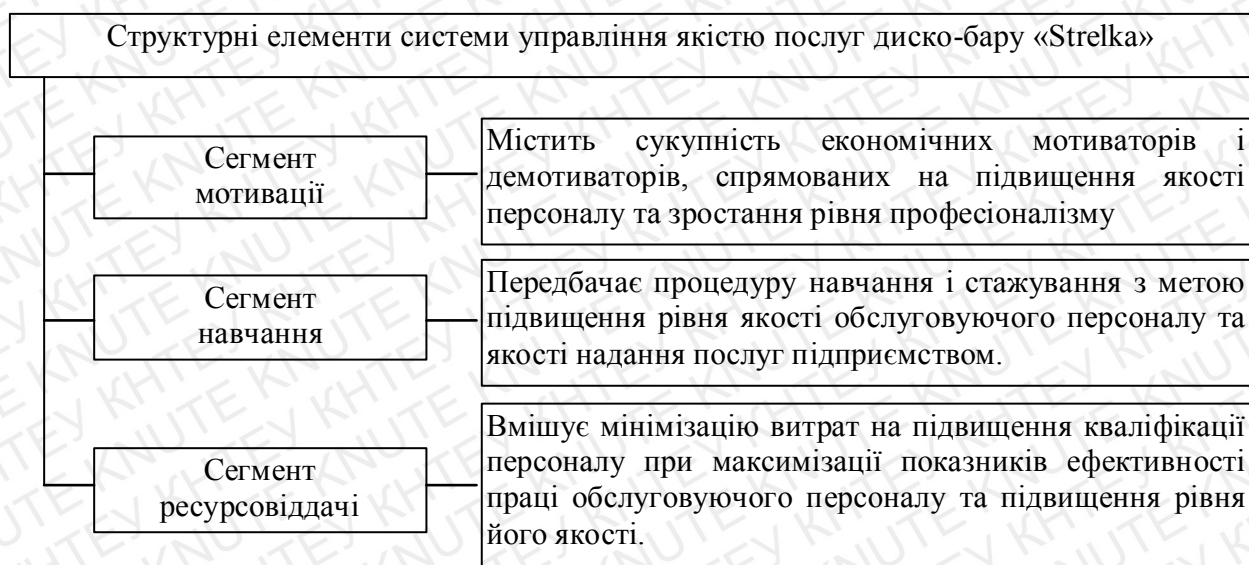 Структурні елементи системи управління якістю послуг диско-бару «Strelka»
Сегмент
мотивації
Містить сукупність економічних мотиваторів і
демотиваторів, спрямованих на підвищення якості
персоналу та зростання рівня професіоналізму
Сегмент
навчання
Передбачає процедуру навчання і стажування з метою
підвищення рівня якості обслуговуючого персоналу та
якості надання послуг підприємством.
Сегмент
ресурсовіддачі
Вмішує мінімізацію витрат на підвищення кваліфікації
персоналу при максимізації показників ефективності
праці обслуговуючого персоналу та підвищення рівня
його якості.